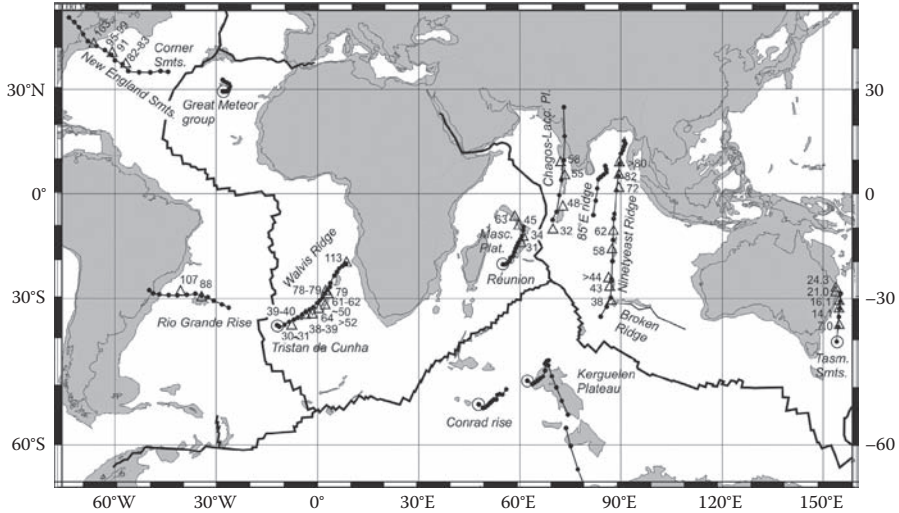 103
95-99
91
82-83
Corner
Smts.
New England Smts.
Great Meteor
group
30°N
30
0°
0
30°S
−30
60°S
−60
107
88
Rio Grande Rise
Walvis Ridge
113
78-79
79
61-62
~50
>52
64
38-39
39-40
30-31
Tristan da Cunha
63
45
34
31
Masc.
Plat.
Reunion
Chagos-Lacc. Pl.
58
55
48
32
85°E ridge
>80
82
72
62
58
>44
43
38
Ninetyeast Ridge
Broken
Ridge
Kerguelen
Plateau
Conrad rise
24.3
21.0
16.1
14.1
7.0
Tasm.
Smts.
60°W
30°W
0°
30°E
60°E
90°E
120°E
150°E